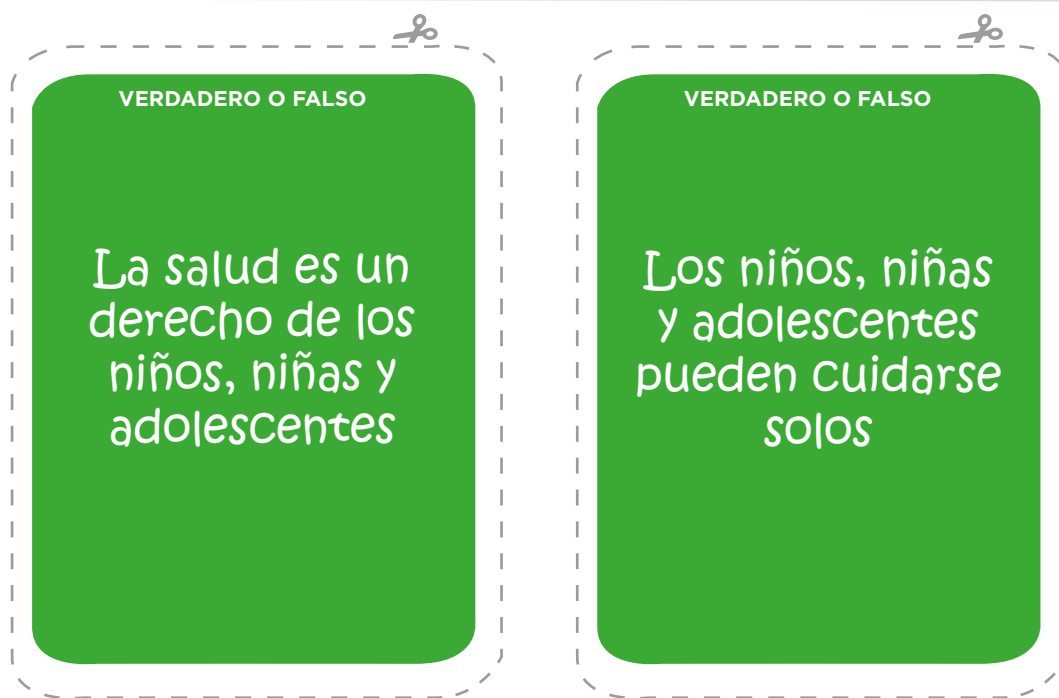 VERDADERO O FALSO
La salud es un
derecho de los
niños, niñas y
adolescentes
VERDADERO O FALSO
Los niños, niñas
y adolescentes
pueden cuidarse
solos